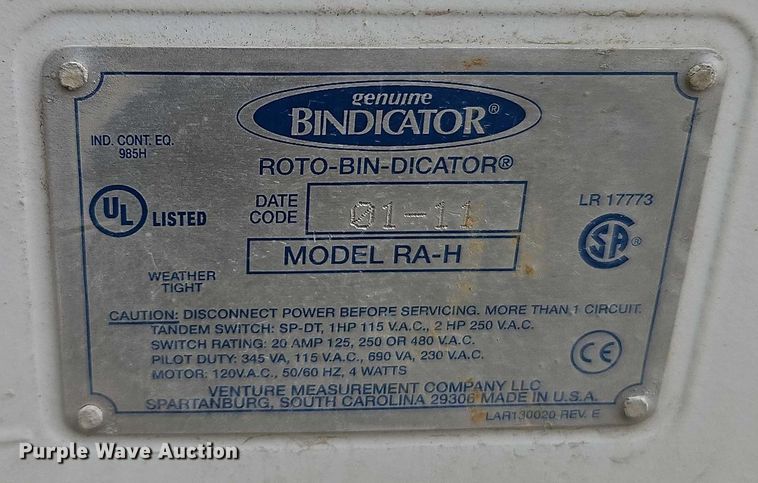 genuine
BINDICATOR®
IND. CONT. EQ.
985H
ROTO-BIN-DICATOR®
UL LISTED
DATE CODE 01-11
LR 17773
SA®
MODEL RA-H
WEATHER
TIGHT
CAUTION: DISCONNECT POWER BEFORE SERVICING. MORE THAN 1 CIRCUIT.
TANDEM SWITCH: SP-DT, 1HP 115 V.A.C., 2 HP 250 V.A.C.
SWITCH RATING: 20 AMP 125, 250 OR 480 V.A.C.
PILOT DUTY: 345 VA, 115 V.A.C., 690 VA, 230 V.A.C.
MOTOR: 120V.A.C., 50/60 HZ, 4 WATTS
CE
VENTURE MEASUREMENT COMPANY LLC
SPARTANBURG, SOUTH CAROLINA 29306 MADE IN U.S.A.
LAR130020 REV. E
Purple Wave Auction